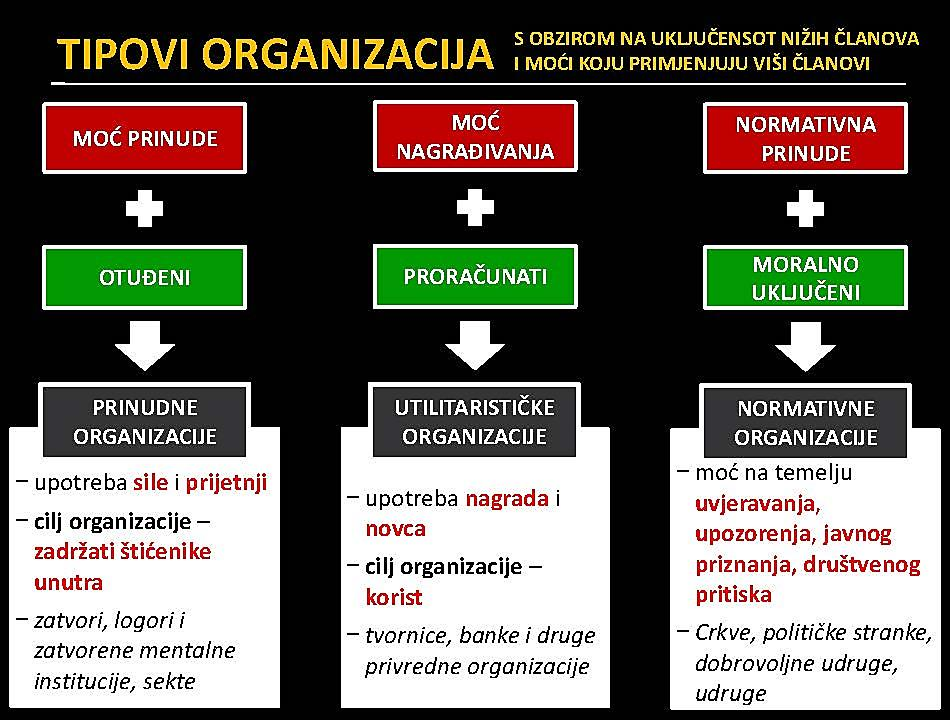 TIPOVI ORGANIZACIJA
S OBZIROM NA UKLJUČENSOT NIŽIH ČLANOVA
I MOĆI KOJU PRIMJENJUJU VIŠI ČLANOVI
MOĆ PRINUDE
OTUĐENI
PRINUDNE
ORGANIZACIJE
– upotreba sile i prijetnji
– cilj organizacije –
zadržati štićenike
unutra
– zatvori, logori i
zatvorene mentalne
institucije, sekte
MOĆ
NAGRAĐIVANJA
PRORAČUNATI
UTILITARISTIČKE
ORGANIZACIJE
– upotreba nagrada i
novca
– cilj organizacije –
korist
– tvornice, banke i druge
privredne organizacije
NORMATIVNA
PRINUDE
MORALNO
UKLJUČENI
NORMATIVNE
ORGANIZACIJE
– moć na temelju
uvjeravanja,
upozorenja, javnog
priznanja, društvenog
pritiska
– Crkve, političke stranke,
dobrovoljne udruge,
udruge